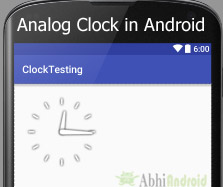 Analog Clock in Android
6:00
ClockTesting
AbhiAndroid